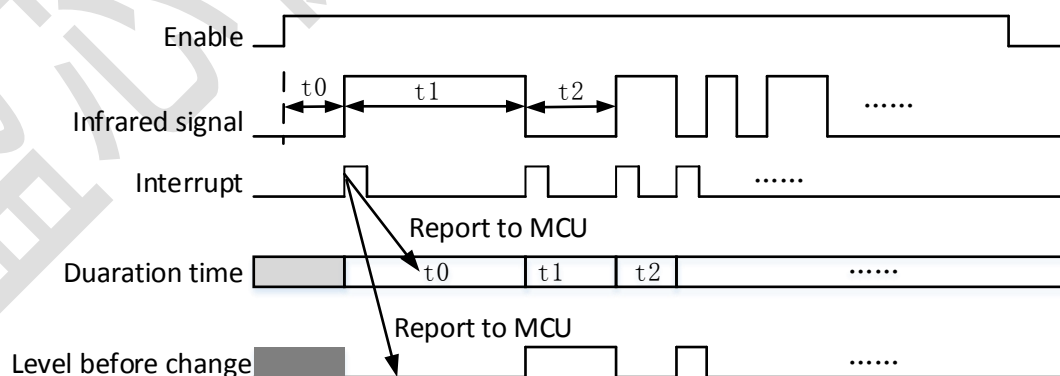 Enable
t0 t1 t2 ······
Infrared signal
Interrupt ······
Report to MCU
Duaration time t0 t1 t2 ······
Report to MCU
Level before change ······